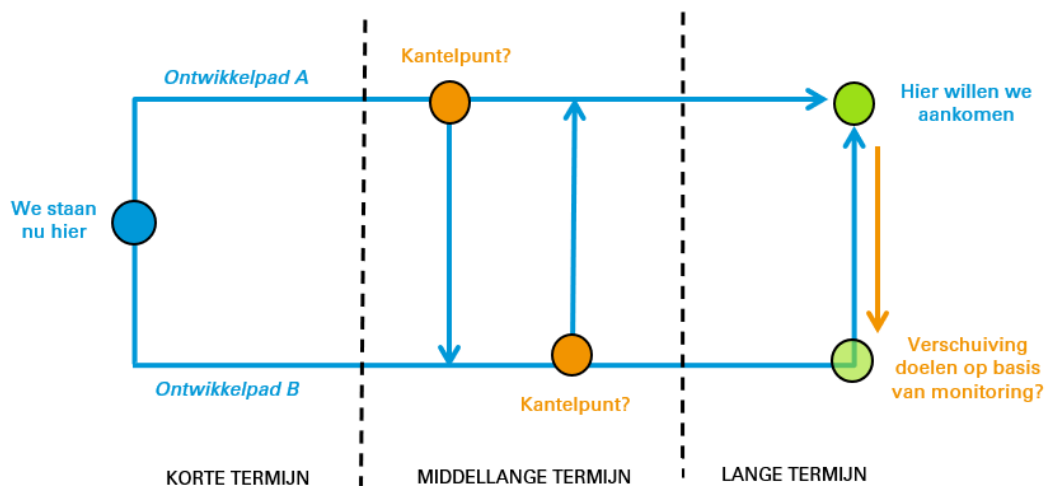 Kantelpunt?
Ontwikkelpad A
Hier willen we
aankomen
We staan
nu hier
Verschuiving
doelen op basis
van monitoring?
Ontwikkelpad B
Kantelpunt?
KORTE TERMIJN
MIDDELLANGE TERMIJN
LANGE TERMIJN